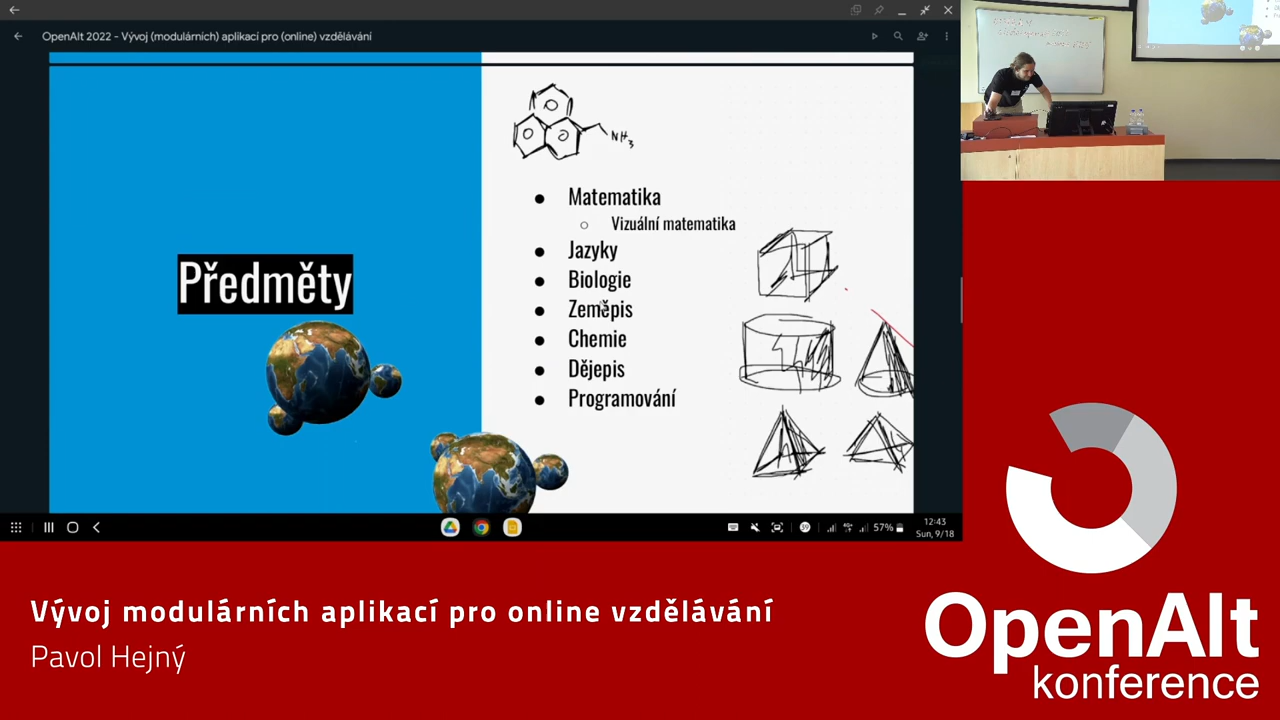 OpenAlt 2022 - Vývoj (modulárních) aplikací pro (online) vzdělávání
NH3
Předměty
Matematika
Vizuální matematika
Jazyky
Biologie
Zeměpis
Chemie
Dějepis
Programování
57%
12:43
Sun, 9/18
Vývoj modulárních aplikací pro online vzdělávání
Pavol Hejný
OpenAlt
konference